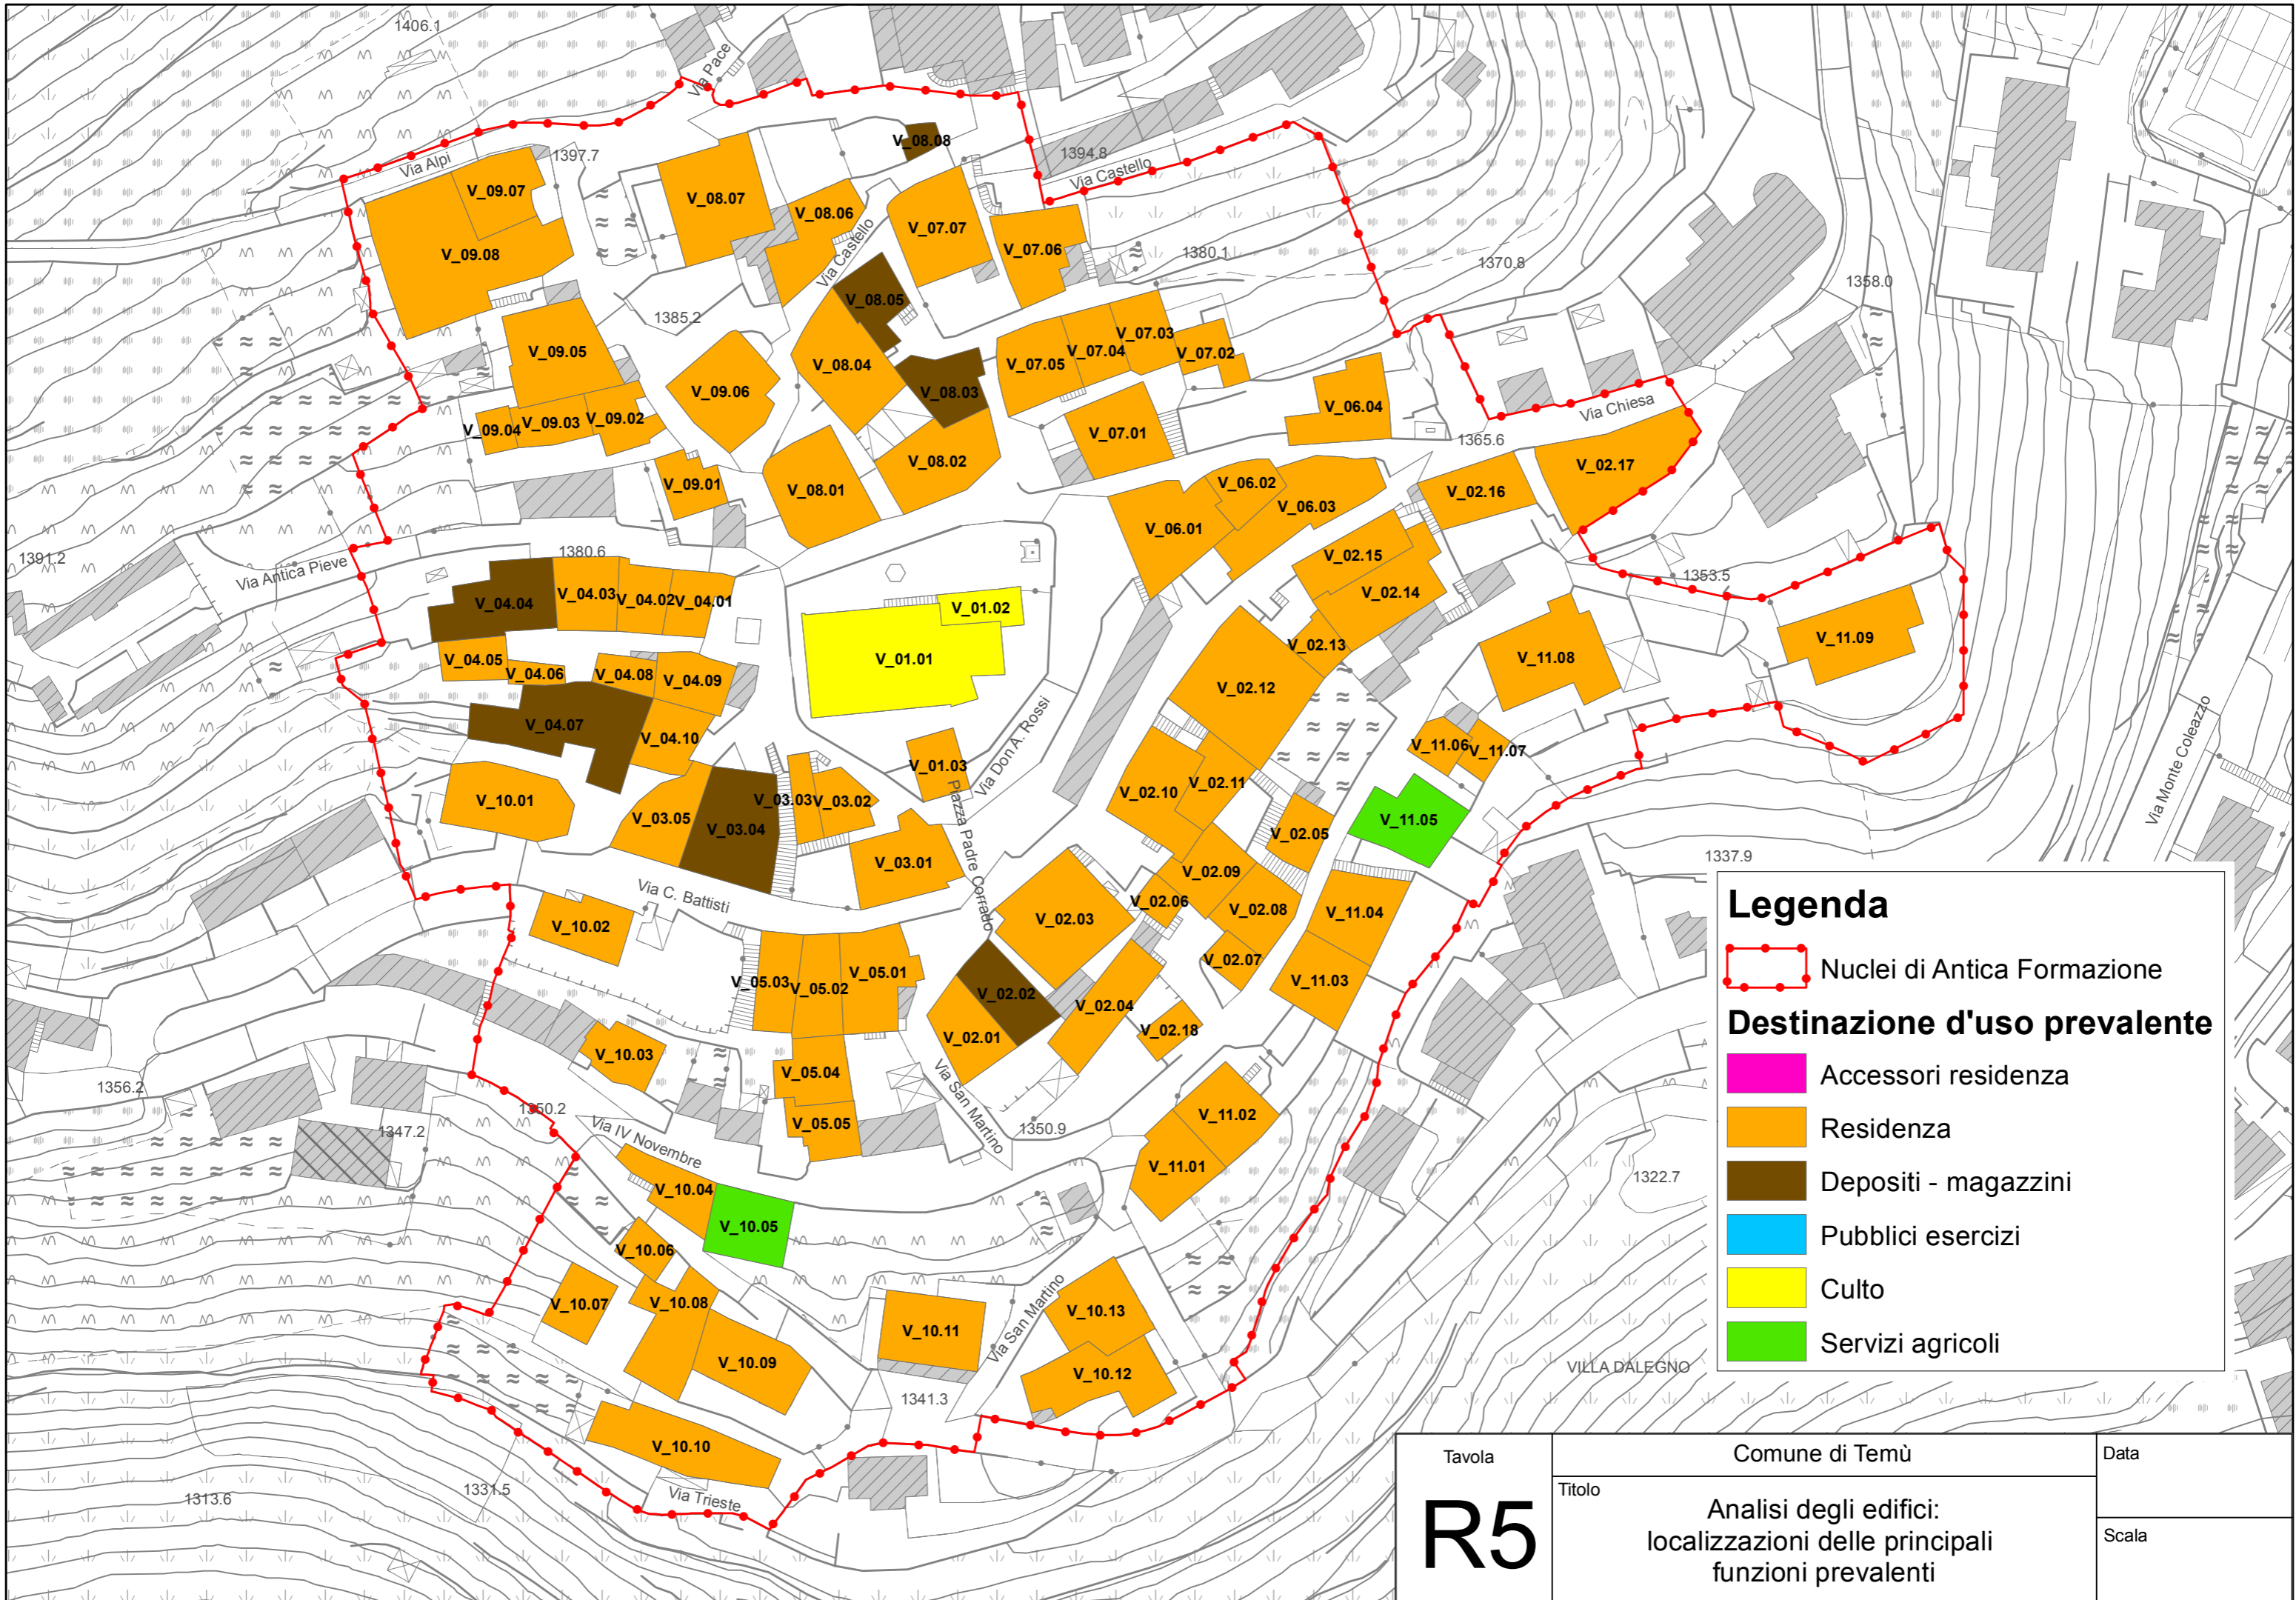 1406.1
Via Pace
V_08.08
1394.8
Via Castello
Via Alpi
1397.7
V_09.07
V_09.08
V_08.07
V_08.06
V_07.07
V_07.06
Via Castello
1380.1
1370.8
1358.0
V_08.05
1385.2
V_09.05
V_09.06
V_08.04
V_08.03
V_07.05
V_07.04
V_07.03
V_07.02
V_06.04
Via Chiesa
V_09.04
V_09.03
V_09.02
V_07.01
1365.6
V_02.17
V_09.01
V_08.01
V_08.02
V_06.02
V_06.03
V_06.01
V_02.16
1391.2
Via Antica Pieve
1380.6
V_02.15
V_02.14
1353.5
V_04.04
V_04.03
V_04.02
V_04.01
V_01.02
V_01.01
V_02.13
V_11.08
V_11.09
V_04.05
V_04.06
V_04.08
V_04.09
V_02.12
V_04.07
V_04.10
Via Don A. Rossi
V_11.06
V_11.07
Via Monte Coleazzo
V_01.03
Piazza Padre Corrado
V_10.01
V_03.05
V_03.04
V_03.03
V_03.02
V_03.01
V_02.10
V_02.11
V_02.05
V_11.05
1337.9
Via C. Battisti
V_10.02
V_02.03
V_02.06
V_02.09
V_02.08
V_11.04
V_05.03
V_05.02
V_05.01
V_02.02
V_02.01
V_02.04
V_02.07
V_02.18
V_11.03
V_10.03
V_05.04
V_05.05
Via San Martino
1356.2
1350.2
1347.2
Via IV Novembre
1350.9
V_11.02
V_11.01
1322.7
V_10.04
V_10.05
V_10.06
V_10.07
V_10.08
V_10.09
V_10.11
Via San Martino
V_10.13
V_10.12
VILLA DALEGNO
1341.3
V_10.10
Via Trieste
1331.5
1313.6
Legenda
Nuclei di Antica Formazione
Destinazione d'uso prevalente
Accessori residenza
Residenza
Depositi - magazzini
Pubblici esercizi
Culto
Servizi agricoli
Tavola
R5
Comune di Temù
Titolo
Analisi degli edifici:
localizzazioni delle principali
funzioni prevalenti
Data
Scala